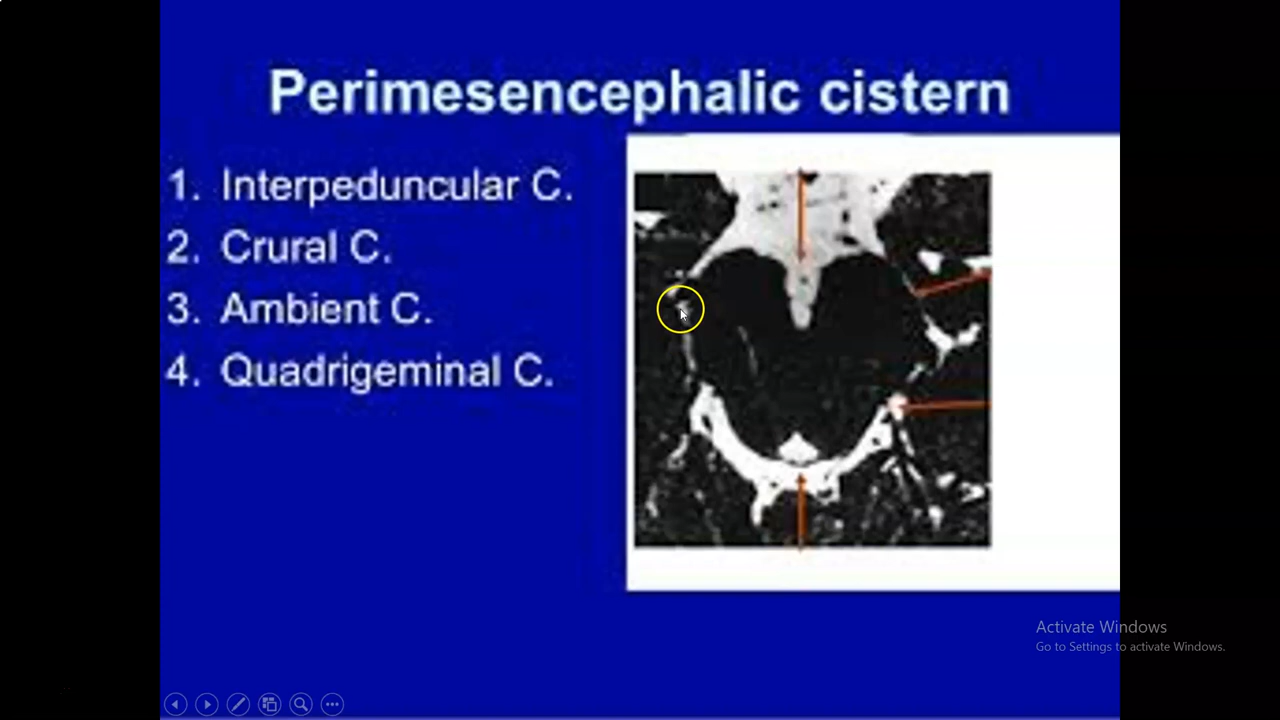 Perimesencephalic cistern
1. Interpeduncular C.
2. Crural C.
3. Ambient C.
4. Quadrigeminal C.
Activate Windows
Go to Settings to activate Windows.